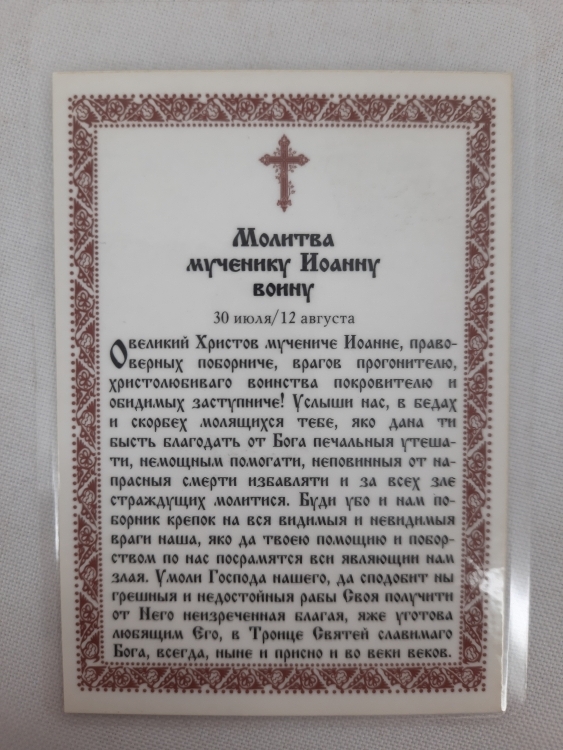 Молитва
мученику Иоанну
воину
30 июля/12 августа
О великий Христов мучениче Иоанне, право-
верных поборниче, врагов прогонителю,
христолюбиваго воинства покровителю и
обидимых заступниче! Услыши нас, в бедах
и скорбех молящихся тебе, яко дана ти
бысть благодать от Бога печальныя утеша-
ти, немощным помогати, неповинныя от на-
прасныя смерти избавляти и за всех зле
страждущих молитися. Буди убо и нам по-
борник крепок на вся видимыя и невидимыя
враги наша, яко да твоею помощию и побор-
ством по нас посрамятся вси являющии нам
злая. Умоли Господа нашего, да сподобит ны
грешныя и недостойныя рабы Своя получити
от Него неизреченная благая, яже уготова
любящим Его, в Троице Святей славимаго
Бога, всегда, ныне и присно и во веки веков.